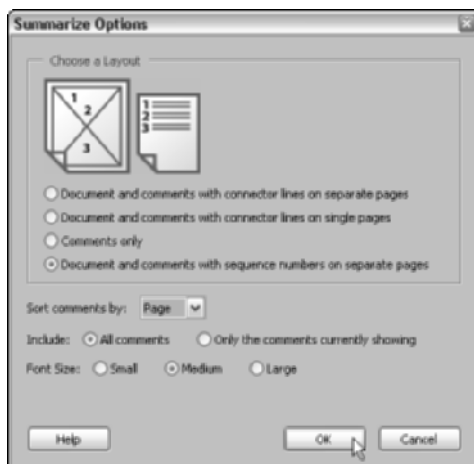 Summarize Options
Choose a Layout
1
2
3
1
2
3
Document and comments with connector lines on separate pages
Document and comments with connector lines on single pages
Comments only
Document and comments with sequence numbers on separate pages
Sort comments by: Page
Include: All comments Only the comments currently showing
Font Size: Small Medium Large
Help OK Cancel